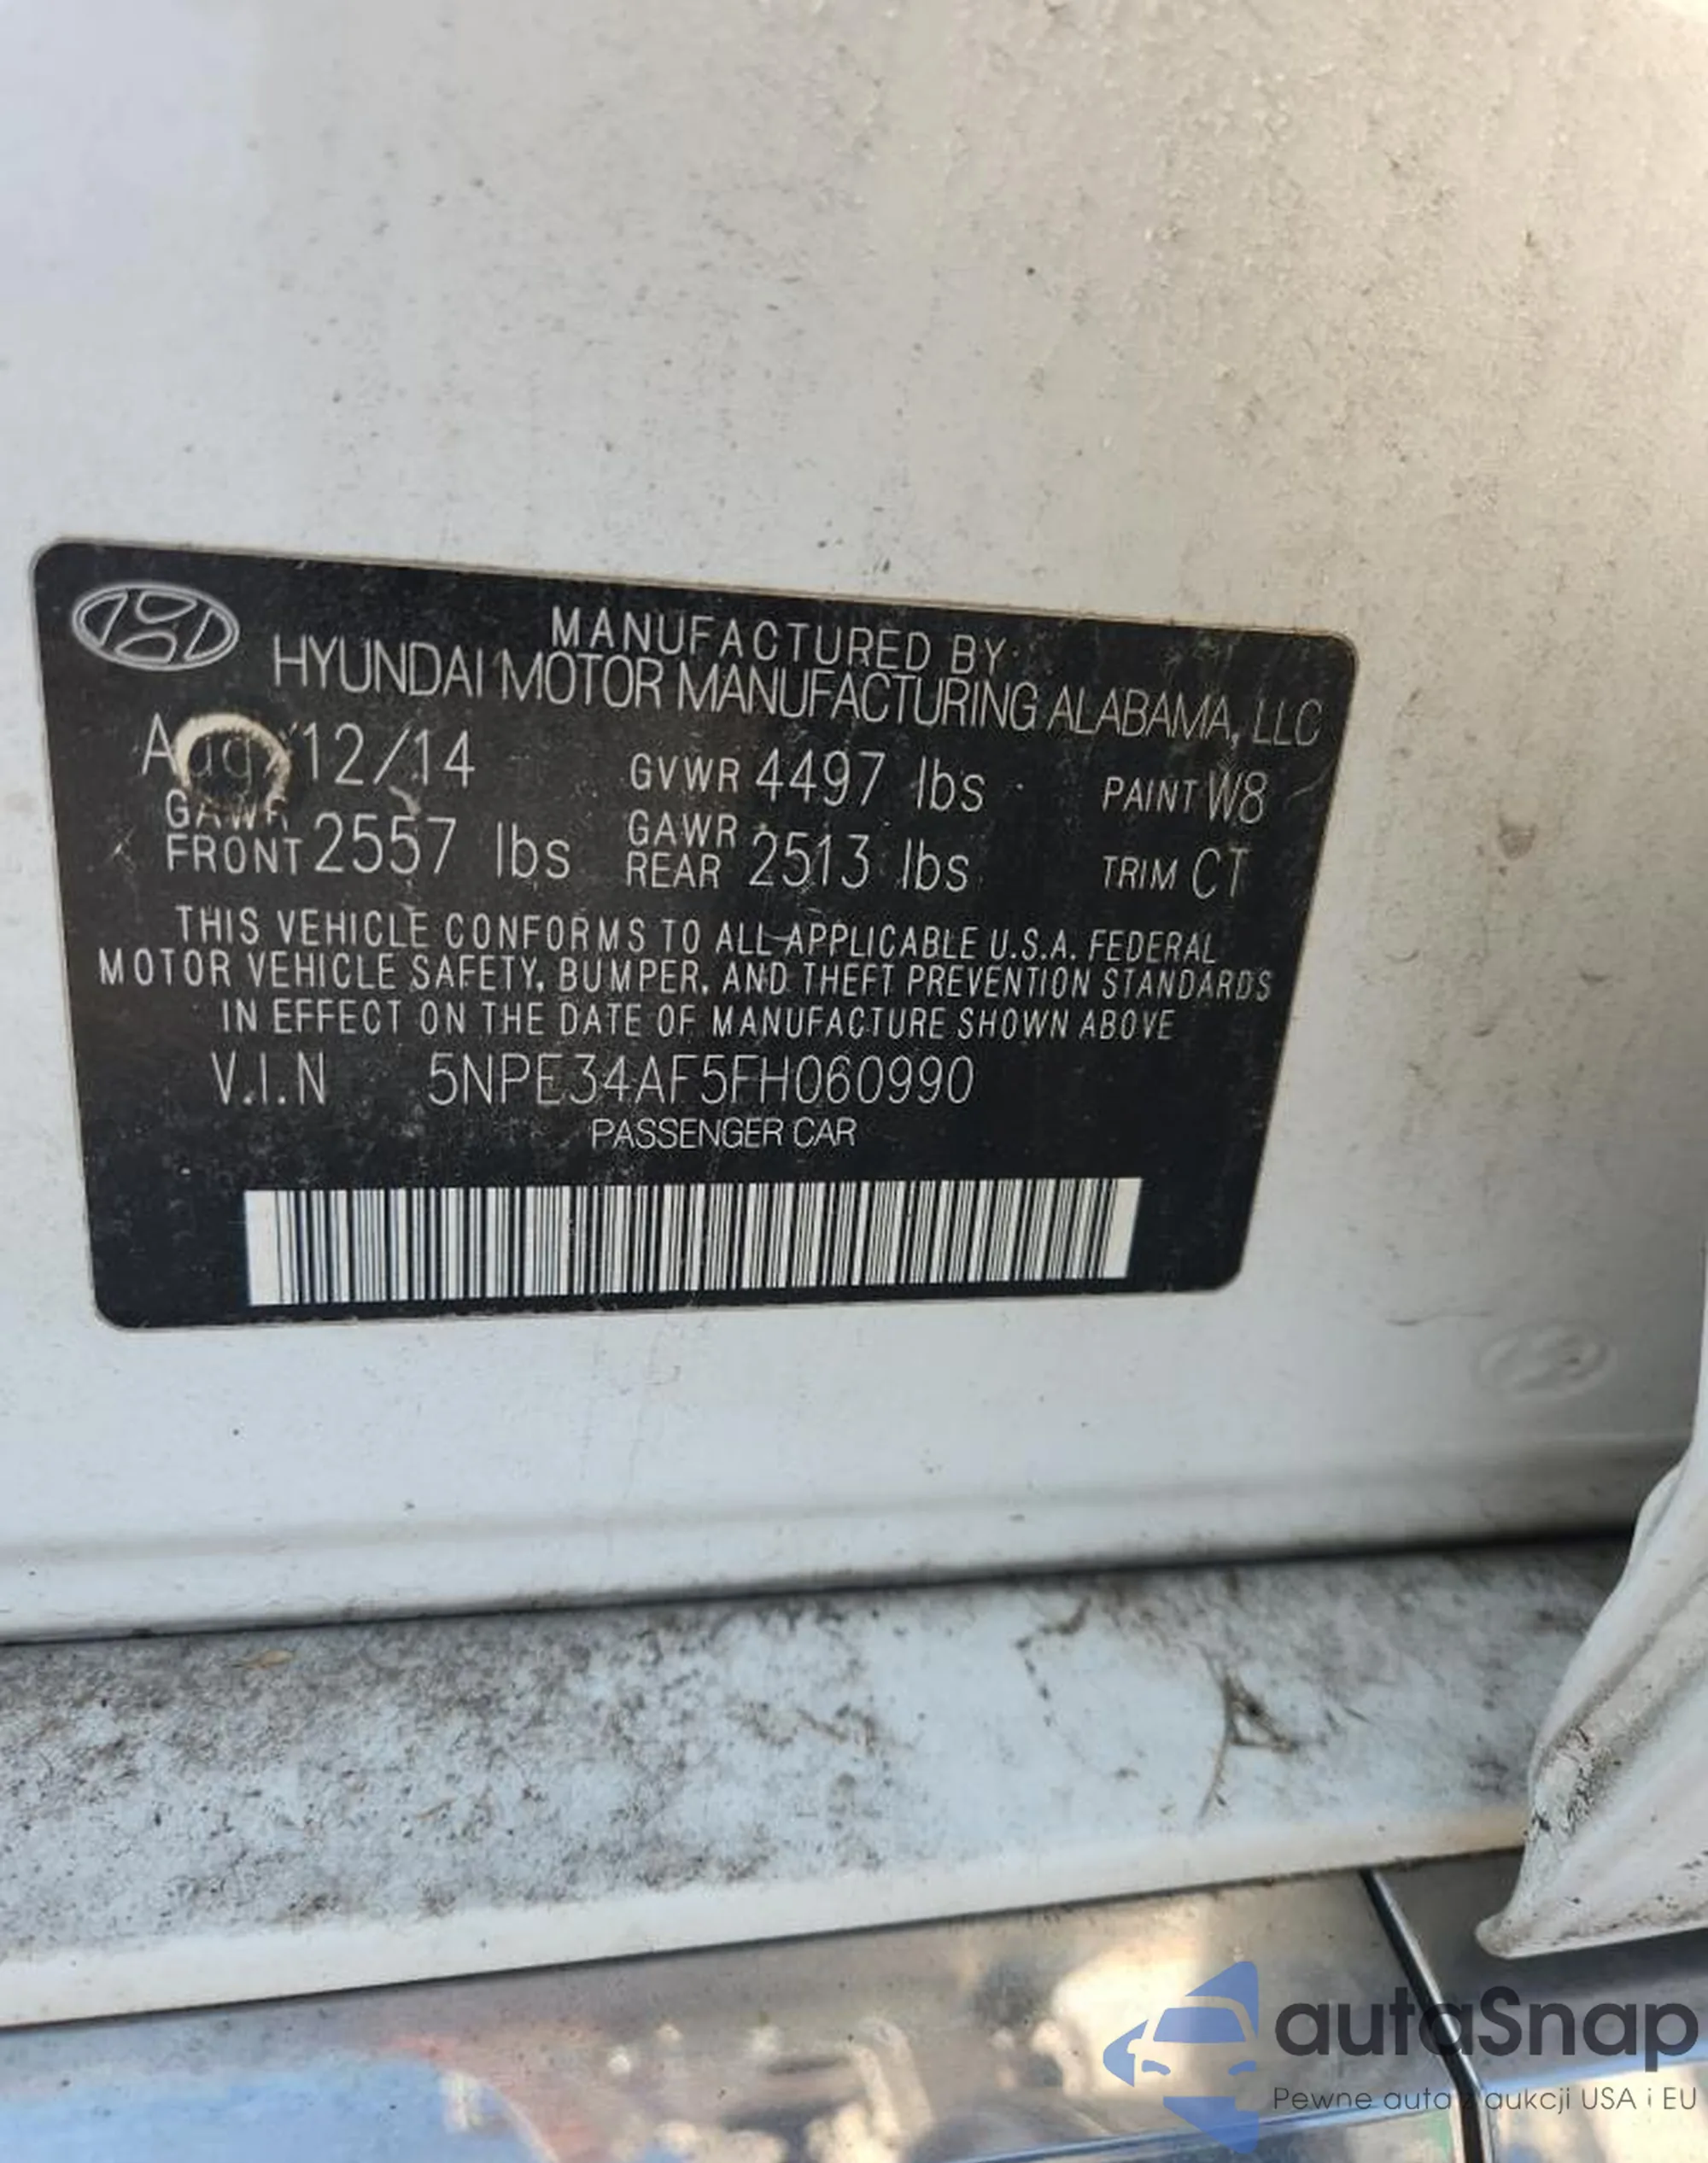 MANUFACTURED BY
HYUNDAI MOTOR MANUFACTURING ALABAMA, LLC
Aug/12/14 GVWR 4497 lbs PAINT W8
GAWR FRONT 2557 lbs GAWR REAR 2513 lbs TRIM CT
THIS VEHICLE CONFORMS TO ALL APPLICABLE U.S.A. FEDERAL
MOTOR VEHICLE SAFETY, BUMPER, AND THEFT PREVENTION STANDARDS
IN EFFECT ON THE DATE OF MANUFACTURE SHOWN ABOVE
V.I.N 5NPE34AF5FH060990
PASSENGER CAR
autaSnap
Pewne auta z aukcji USA i EU